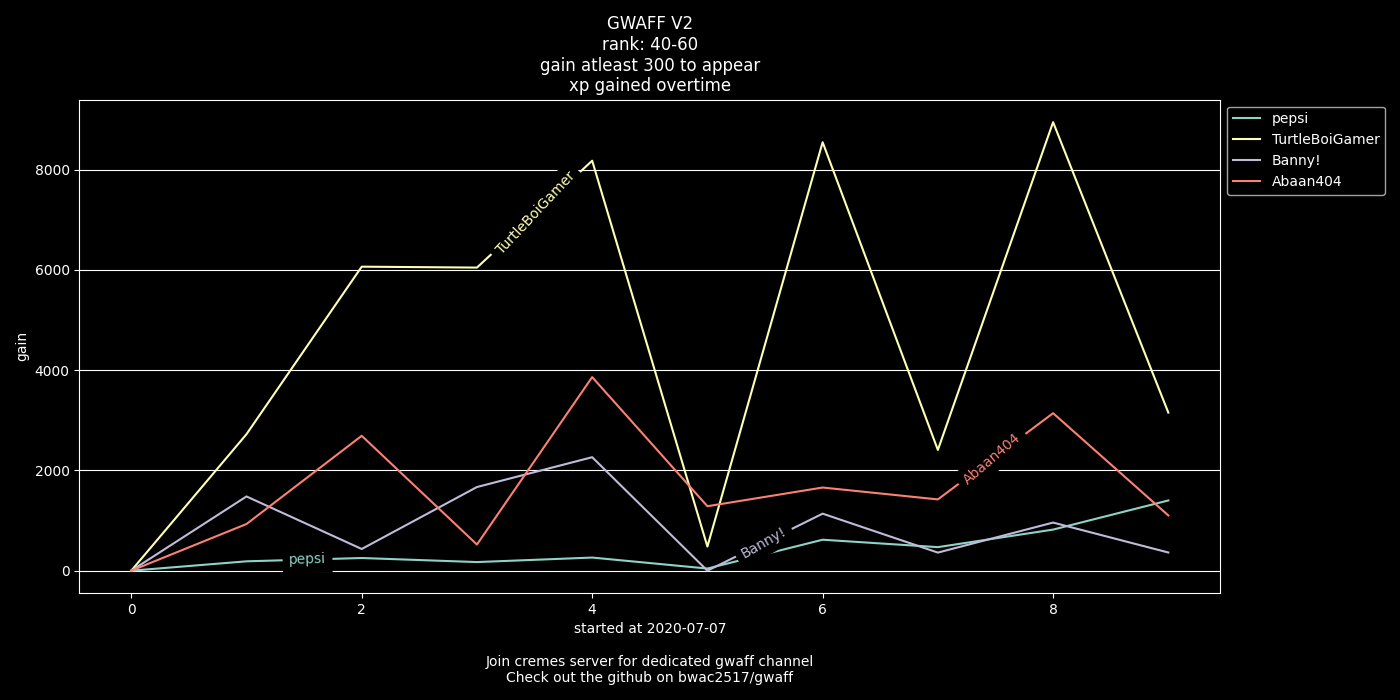 GWAFF V2
rank: 40-60
gain atleast 300 to appear
xp gained overtime
pepsi
TurtleBoiGamer
Banny!
Abaan404
8000
6000
4000
2000
0
gain
TurtleBoiGamer
Abaan404
Banny!
pepsi
0 2 4 6 8
started at 2020-07-07
Join cremes server for dedicated gwaff channel
Check out the github on bwac2517/gwaff